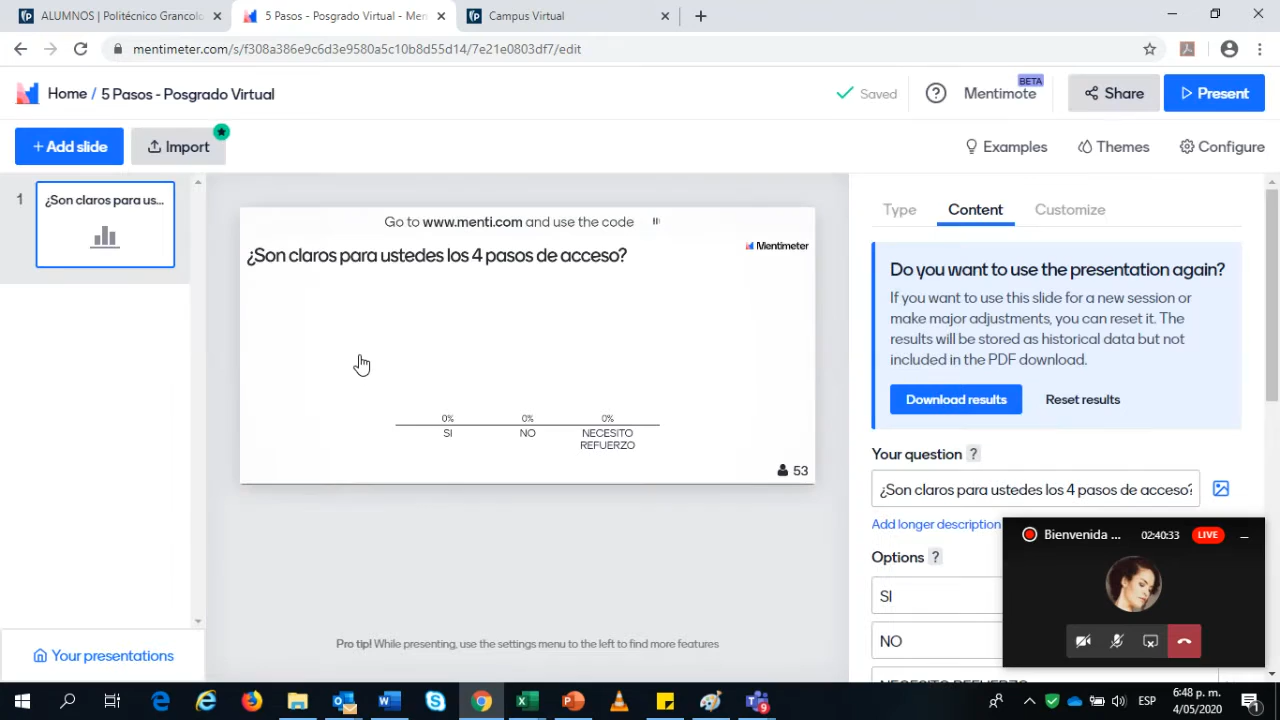 ALUMNOS | Politécnico Grancolo
5 Pasos - Posgrado Virtual - Men
Campus Virtual
mentimeter.com/s/f308a386e9c6d3e9580a5c10b8d55d14/7e21e0803df7/edit
Home / 5 Pasos - Posgrado Virtual
Saved
Mentimote
BETA
Share
Present
+ Add slide
Import
Examples
Themes
Configure
1
¿Son claros para us...
Go to www.menti.com and use the code
¿Son claros para ustedes los 4 pasos de acceso?
Mentimeter
0%
0%
0%
SI
NO
NECESITO
REFUERZO
53
Pro tip! While presenting, use the settings menu to the left to find more features
Your presentations
Type
Content
Customize
Do you want to use the presentation again?
If you want to use this slide for a new session or
make major adjustments, you can reset it. The
results will be stored as historical data but not
included in the PDF download.
Download results
Reset results
Your question ?
¿Son claros para ustedes los 4 pasos de acceso?
Add longer description
Options ?
SI
NO
NECESITO REFUERZO
Bienvenida ...
02:40:33
LIVE
ESP
6:48 p. m.
4/05/2020